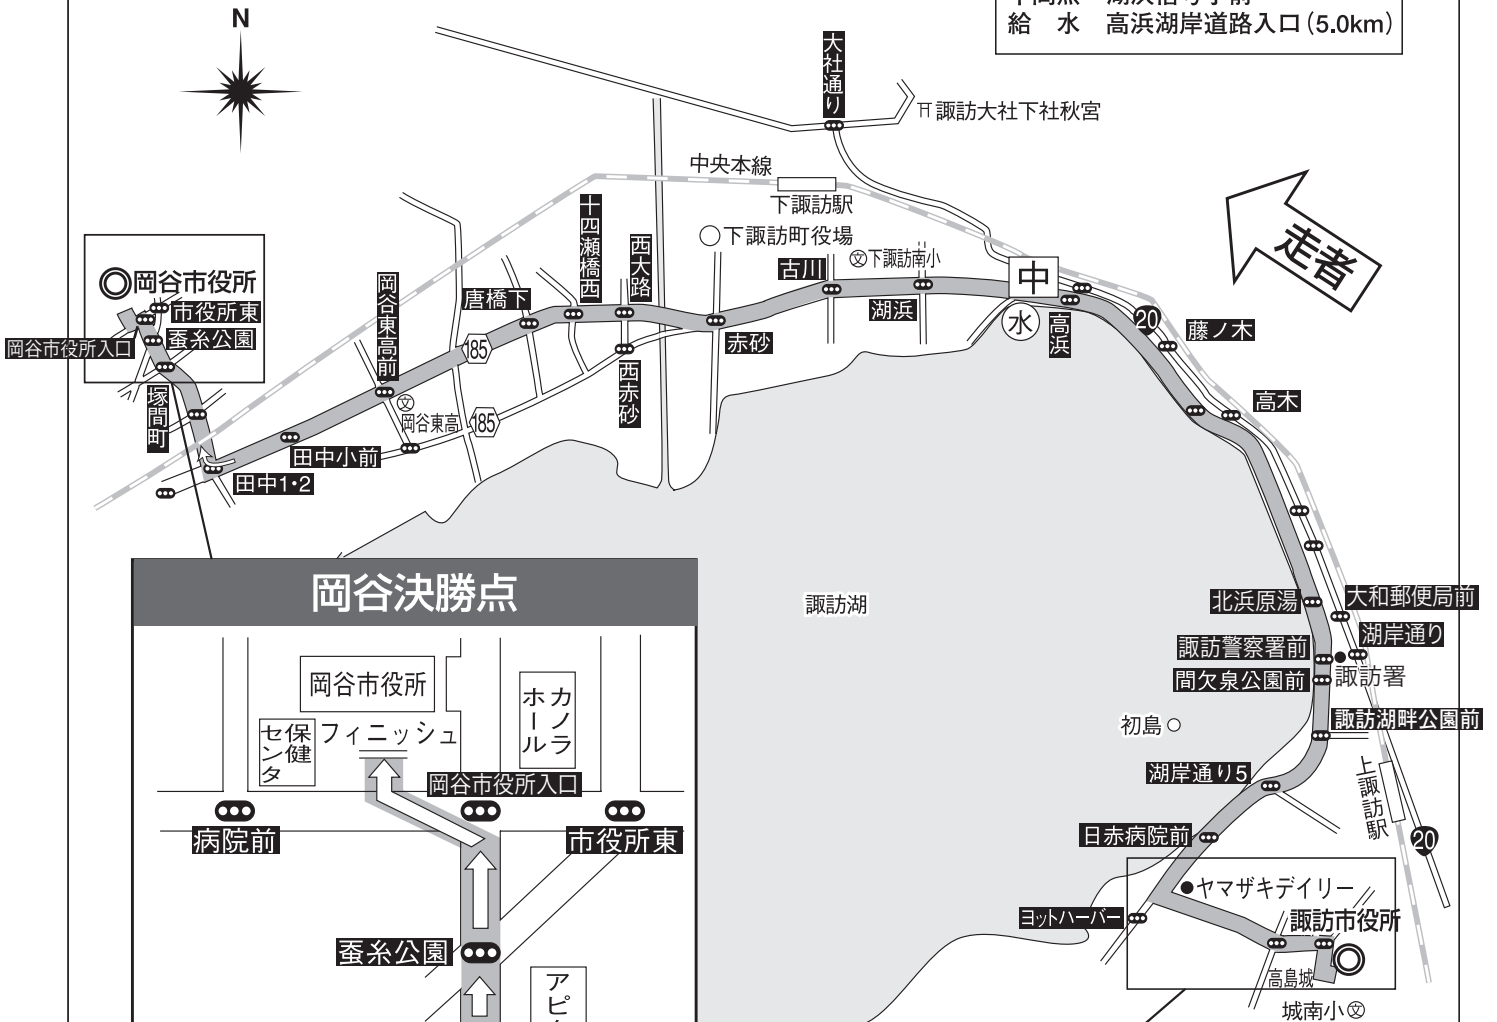 N
給 水 高浜湖岸道路入口(5.0km)
大社通り
諏訪大社下社秋宮
中央本線
下諏訪駅
走者
十四瀬橋西
西大路
下諏訪町役場
古川
下諏訪南小
文
中
岡谷市役所
市役所東
蚕糸公園
岡谷市役所入口
岡谷東高前
唐橋下
湖浜
水
高浜
20
藤ノ木
赤砂
185
西赤砂
塚間町
文
岡谷東高
185
高木
田中小前
田中1・2
岡谷決勝点
諏訪湖
北浜原湯
大和郵便局前
湖岸通り
諏訪警察署前
諏訪署
間欠泉公園前
諏訪湖畔公園前
初島
湖岸通り5
上諏訪駅
20
日赤病院前
ヤマザキデイリー
ヨットハーバー
諏訪市役所
高島城
城南小
文
岡谷市役所
カノラホール
保健センタ
フィニッシュ
岡谷市役所入口
病院前
市役所東
蚕糸公園
アピ